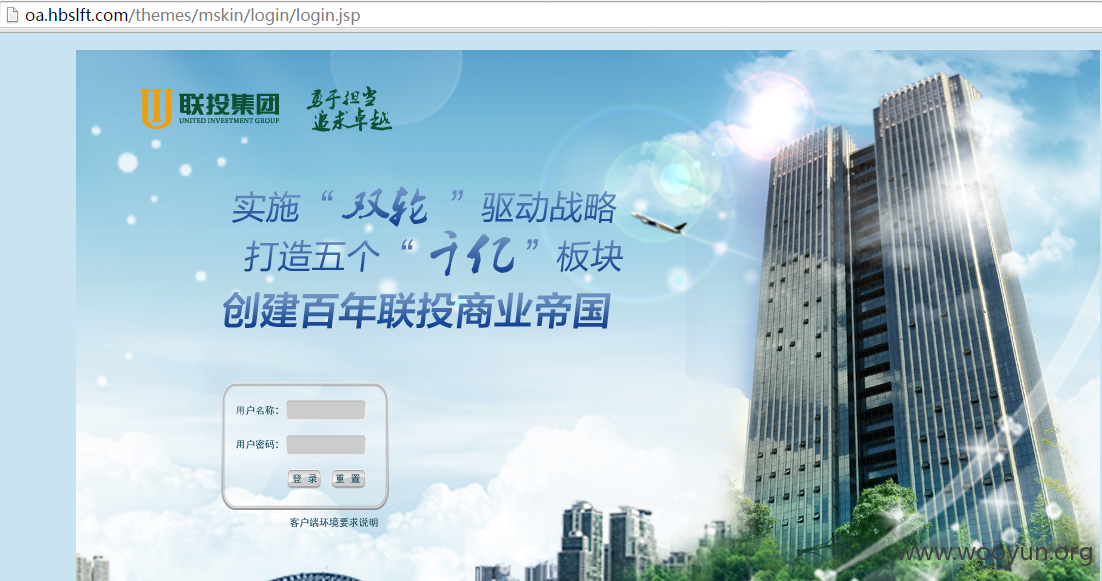 oa.hbslft.com/themes/mskin/login/login.jsp
联投集团
UNITED INVESTMENT GROUP
勇于担当
追求卓越
实施“双轮”驱动战略
打造五个“千亿”板块
创建百年联投商业帝国
用户名称：
用户密码：
登 录 重 置
客户端环境要求说明
www.wooyun.org